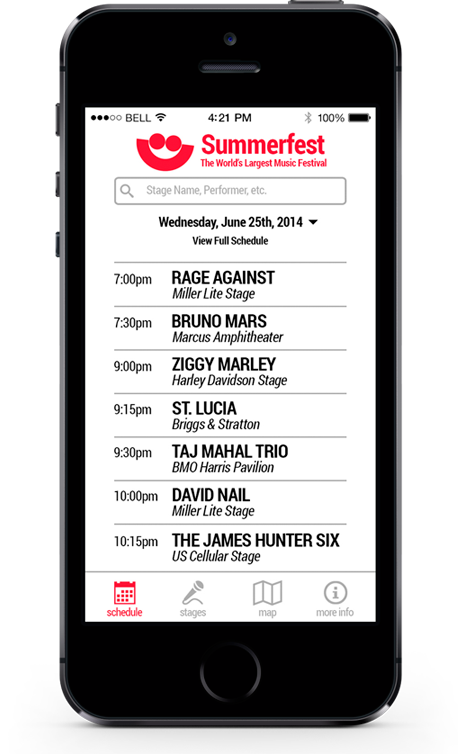 BELL 4:21 PM 100%
Summerfest
The World's Largest Music Festival
Stage Name, Performer, etc.
Wednesday, June 25th, 2014
View Full Schedule
7:00pm RAGE AGAINST
Miller Lite Stage
7:30pm BRUNO MARS
Marcus Amphitheater
9:00pm ZIGGY MARLEY
Harley Davidson Stage
9:15pm ST. LUCIA
Briggs & Stratton
9:30pm TAJ MAHAL TRIO
BMO Harris Pavilion
10:00pm DAVID NAIL
Miller Lite Stage
10:15pm THE JAMES HUNTER SIX
US Cellular Stage
schedule stages map more info